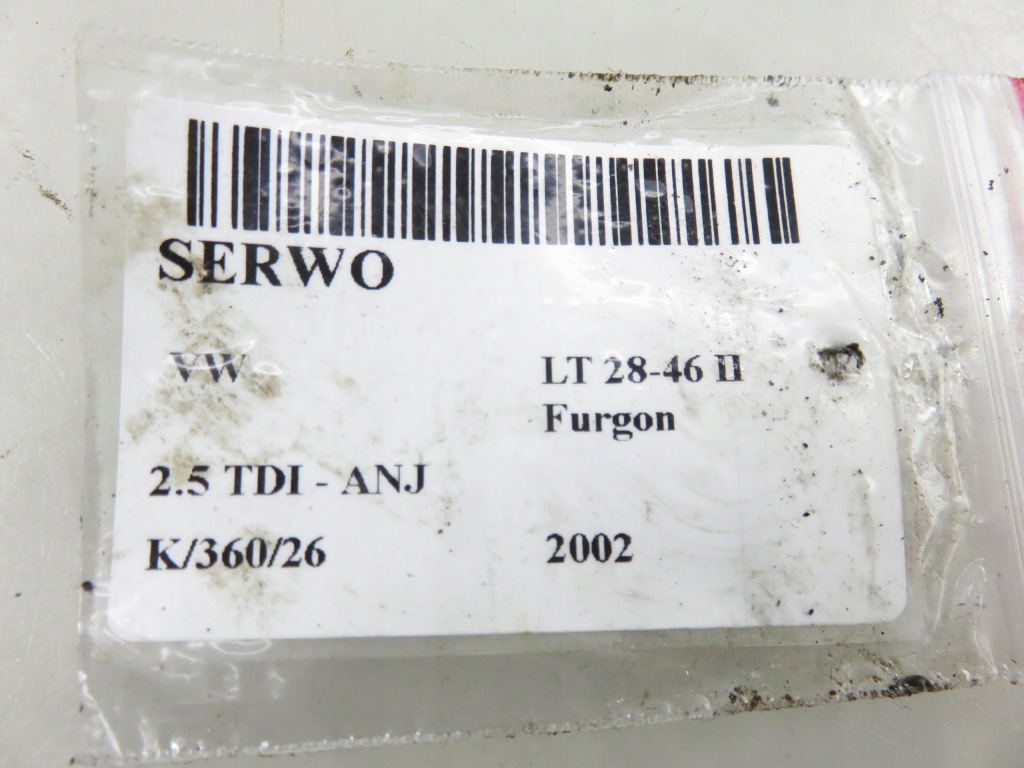 SERWO
VW LT 28-46 II
Furgon
2.5 TDI - ANJ
K/360/26 2002